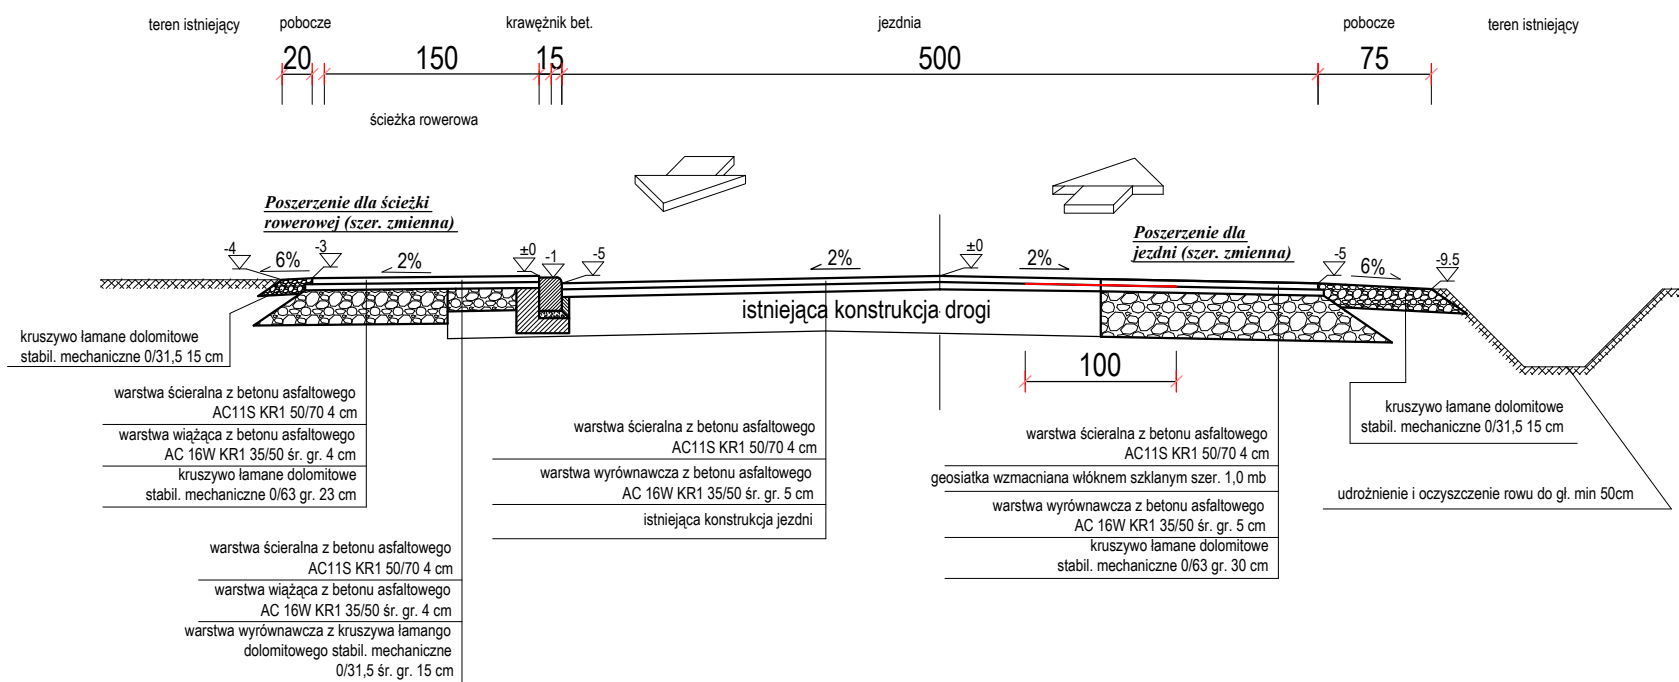 teren istniejący pobocze krawężnik bet. jezdnia pobocze teren istniejący
20 150 15 500 75
ścieżka rowerowa
Poszerzenie dla ścieżki
rowerowej (szer. zmienna)
Poszerzenie dla
jezdni (szer. zmienna)
-4 6% -3 2% ±0 -1 -5 2% ±0 2% -5 6% -9.5
istniejąca konstrukcja drogi
100
kruszywo łamane dolomitowe
stabil. mechaniczne 0/31,5 15 cm
warstwa ścieralna z betonu asfaltowego
AC11S KR1 50/70 4 cm
warstwa wiążąca z betonu asfaltowego
AC 16W KR1 35/50 śr. gr. 4 cm
kruszywo łamane dolomitowe
stabil. mechaniczne 0/63 gr. 23 cm
warstwa ścieralna z betonu asfaltowego
AC11S KR1 50/70 4 cm
warstwa wiążąca z betonu asfaltowego
AC 16W KR1 35/50 śr. gr. 4 cm
warstwa wyrównawcza z kruszywa łamango
dolomitowego stabil. mechaniczne
0/31,5 śr. gr. 15 cm
warstwa ścieralna z betonu asfaltowego
AC11S KR1 50/70 4 cm
warstwa wyrównawcza z betonu asfaltowego
AC 16W KR1 35/50 śr. gr. 5 cm
istniejąca konstrukcja jezdni
warstwa ścieralna z betonu asfaltowego
AC11S KR1 50/70 4 cm
geosiatka wzmacniana włóknem szklanym szer. 1,0 mb
warstwa wyrównawcza z betonu asfaltowego
AC 16W KR1 35/50 śr. gr. 5 cm
kruszywo łamane dolomitowe
stabil. mechaniczne 0/63 gr. 30 cm
kruszywo łamane dolomitowe
stabil. mechaniczne 0/31,5 15 cm
udrożnienie i oczyszczenie rowu do gł. min 50cm